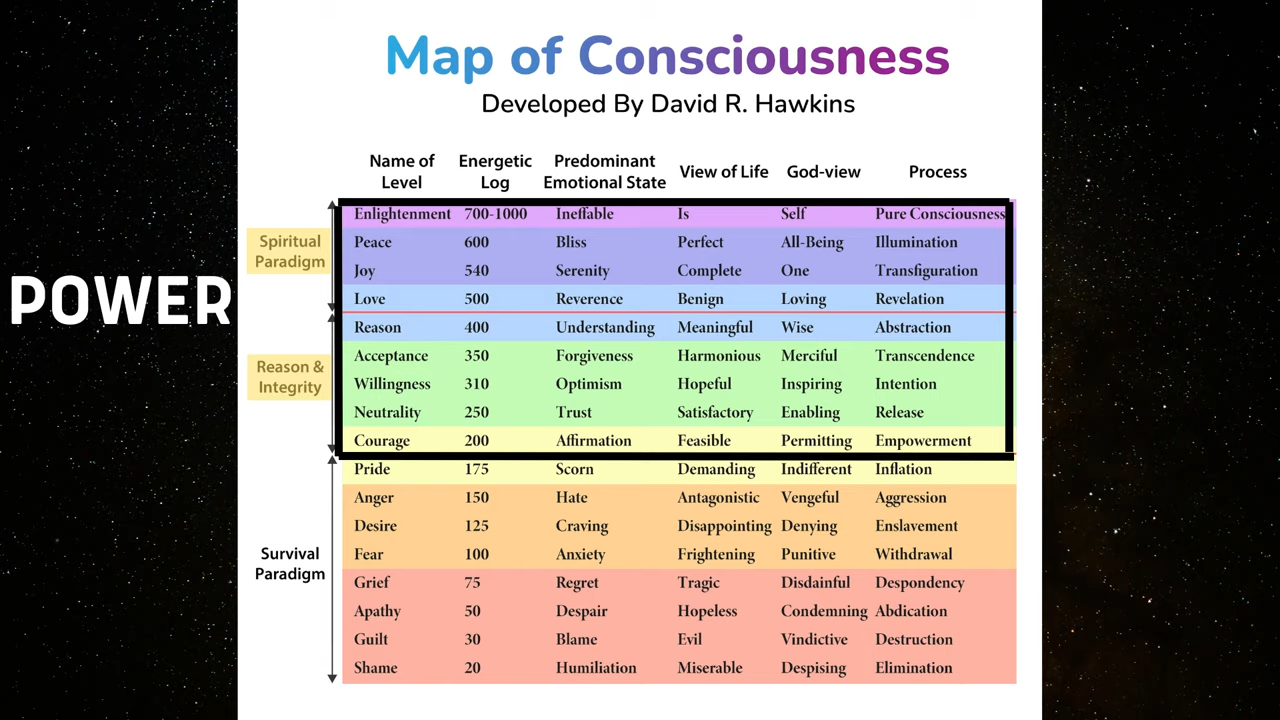 Map of Consciousness
Developed By David R. Hawkins
Name of Level Energetic Log Predominant Emotional State View of Life God-view Process
Enlightenment 700-1000 Ineffable Is Self Pure Consciousness
Spiritual Paradigm
Peace 600 Bliss Perfect All-Being Illumination
Joy 540 Serenity Complete One Transfiguration
POWER
Love 500 Reverence Benign Loving Revelation
Reason 400 Understanding Meaningful Wise Abstraction
Acceptance 350 Forgiveness Harmonious Merciful Transcendence
Reason & Integrity
Willingness 310 Optimism Hopeful Inspiring Intention
Neutrality 250 Trust Satisfactory Enabling Release
Courage 200 Affirmation Feasible Permitting Empowerment
Pride 175 Scorn Demanding Indifferent Inflation
Anger 150 Hate Antagonistic Vengeful Aggression
Desire 125 Craving Disappointing Denying Enslavement
Survival Paradigm
Fear 100 Anxiety Frightening Punitive Withdrawal
Grief 75 Regret Tragic Disdainful Despondency
Apathy 50 Despair Hopeless Condemning Abdication
Guilt 30 Blame Evil Vindictive Destruction
Shame 20 Humiliation Miserable Despising Elimination